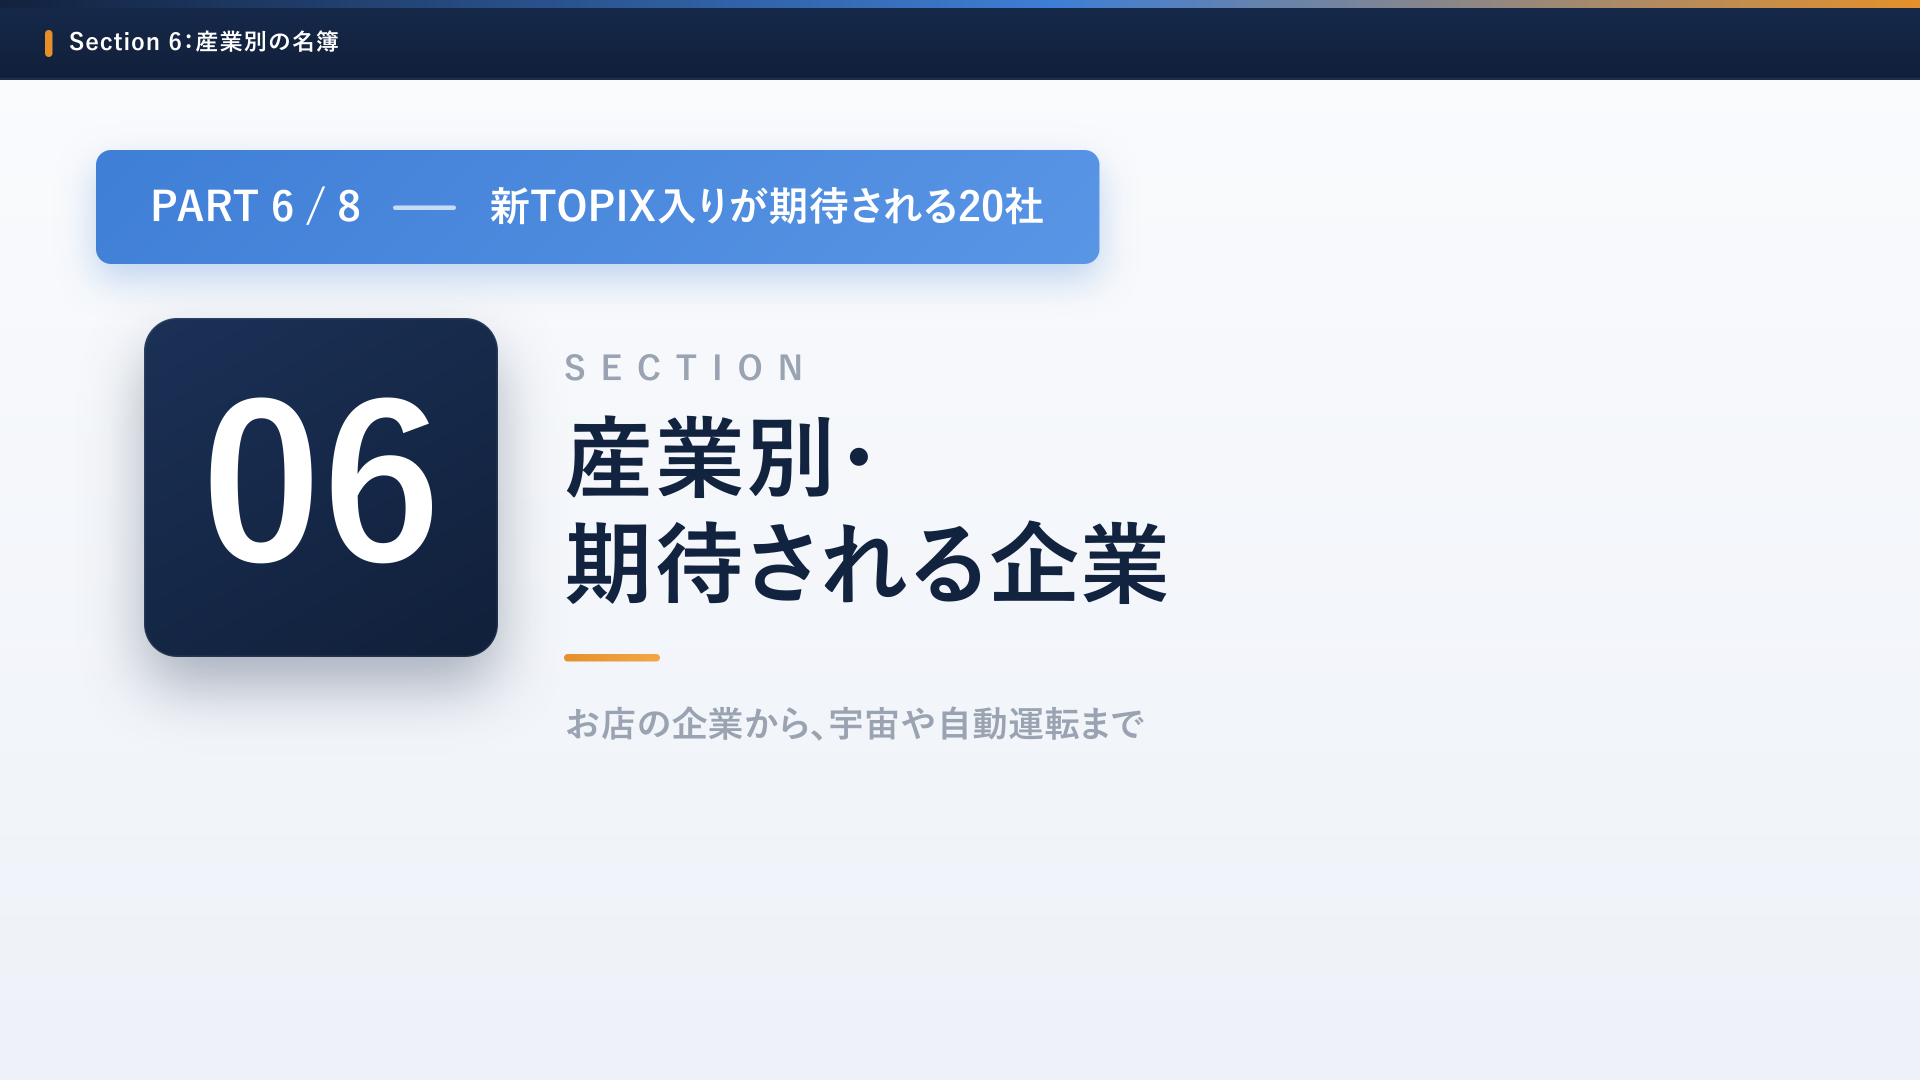 Section 6：産業別の名簿
PART 6 / 8 — 新TOPIX入りが期待される20社
06
SECTION
産業別・
期待される企業
お店の企業から、宇宙や自動運転まで